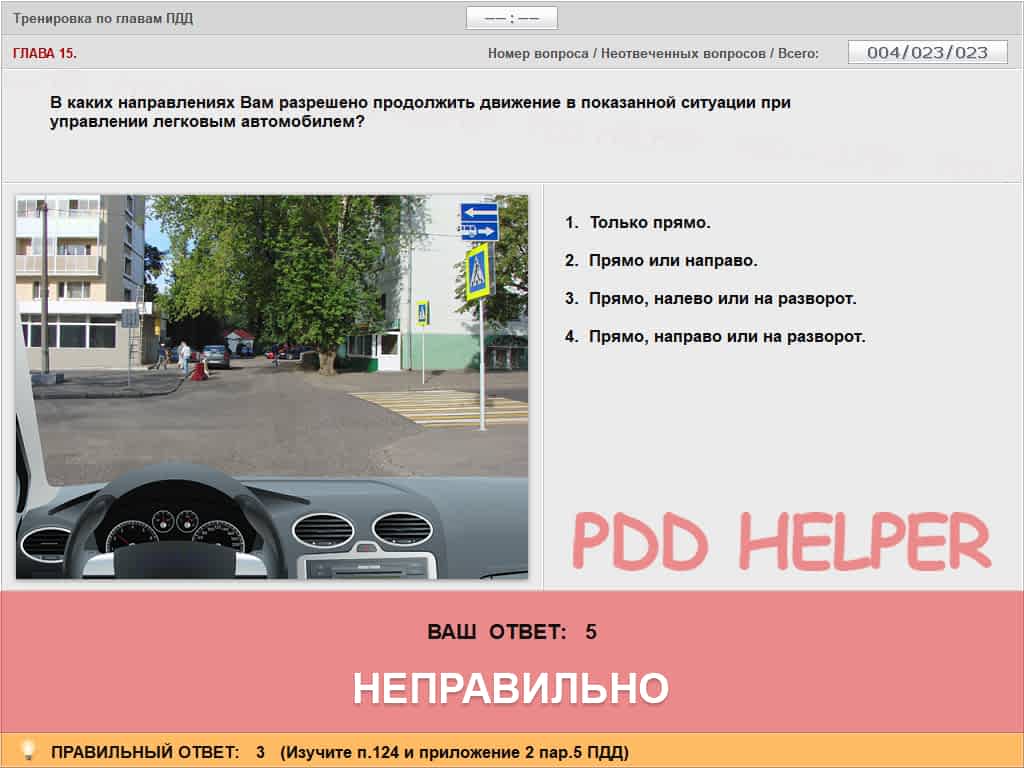 Тренировка по главам ПДД
—— : ——
ГЛАВА 15.
Номер вопроса / Неотвеченных вопросов / Всего:
004/023/023
В каких направлениях Вам разрешено продолжить движение в показанной ситуации при
управлении легковым автомобилем?
1. Только прямо.
2. Прямо или направо.
3. Прямо, налево или на разворот.
4. Прямо, направо или на разворот.
PDD HELPER
ВАШ ОТВЕТ: 5
НЕПРАВИЛЬНО
ПРАВИЛЬНЫЙ ОТВЕТ: 3 (Изучите п.124 и приложение 2 пар.5 ПДД)